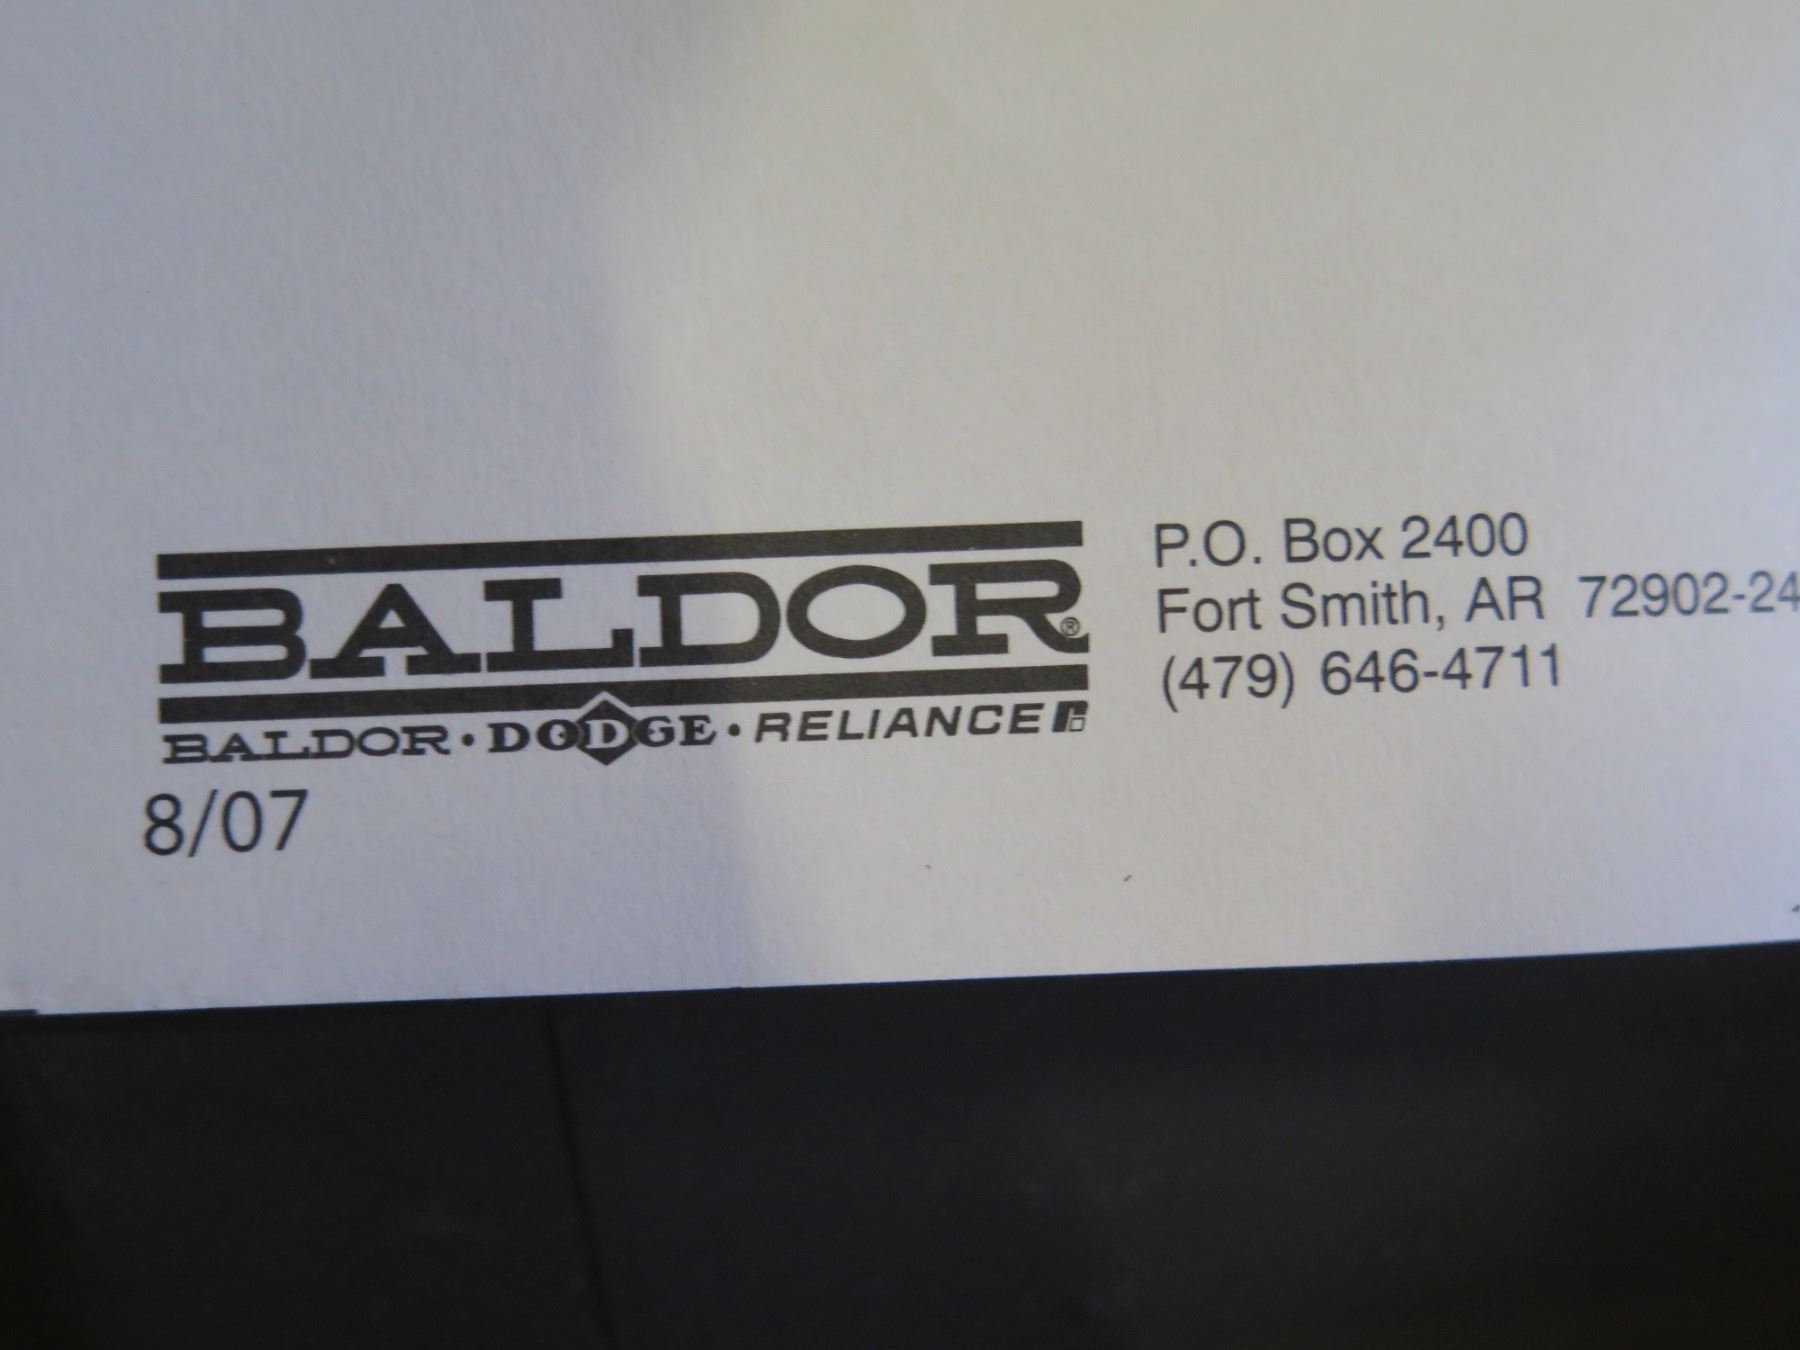 BALDOR®
BALDOR · DODGE · RELIANCE
8/07
P.O. Box 2400
Fort Smith, AR 72902-24
(479) 646-4711